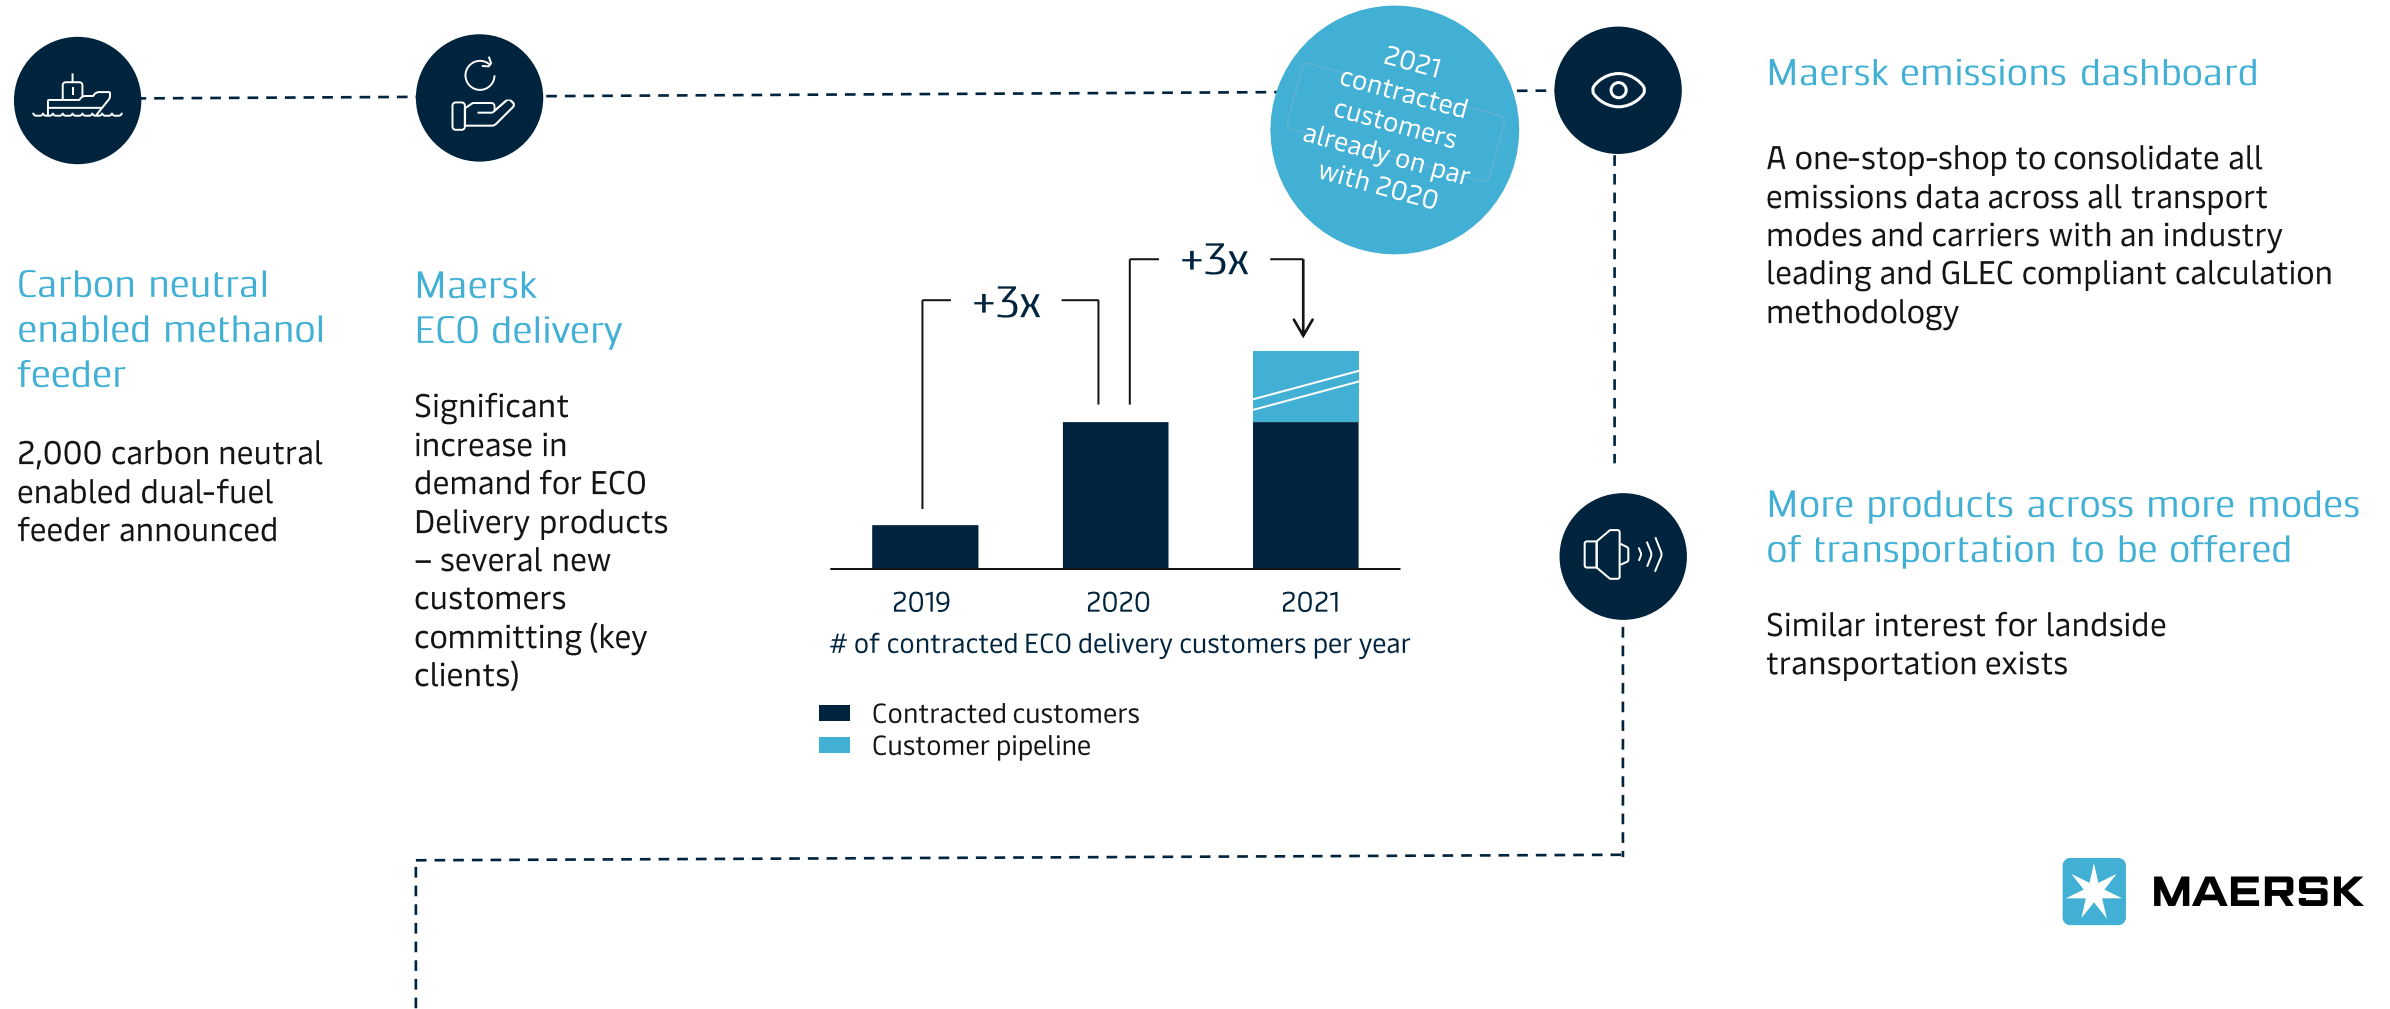 Carbon neutral
enabled methanol
feeder
2,000 carbon neutral
enabled dual-fuel
feeder announced
Maersk
ECO delivery
Significant
increase in
demand for ECO
Delivery products
– several new
customers
committing (key
clients)
2021
contracted
customers
already on par
with 2020
+3x
+3x
2019
2020
2021
# of contracted ECO delivery customers per year
Contracted customers
Customer pipeline
Maersk emissions dashboard
A one-stop-shop to consolidate all
emissions data across all transport
modes and carriers with an industry
leading and GLEC compliant calculation
methodology
More products across more modes
of transportation to be offered
Similar interest for landside
transportation exists
MAERSK